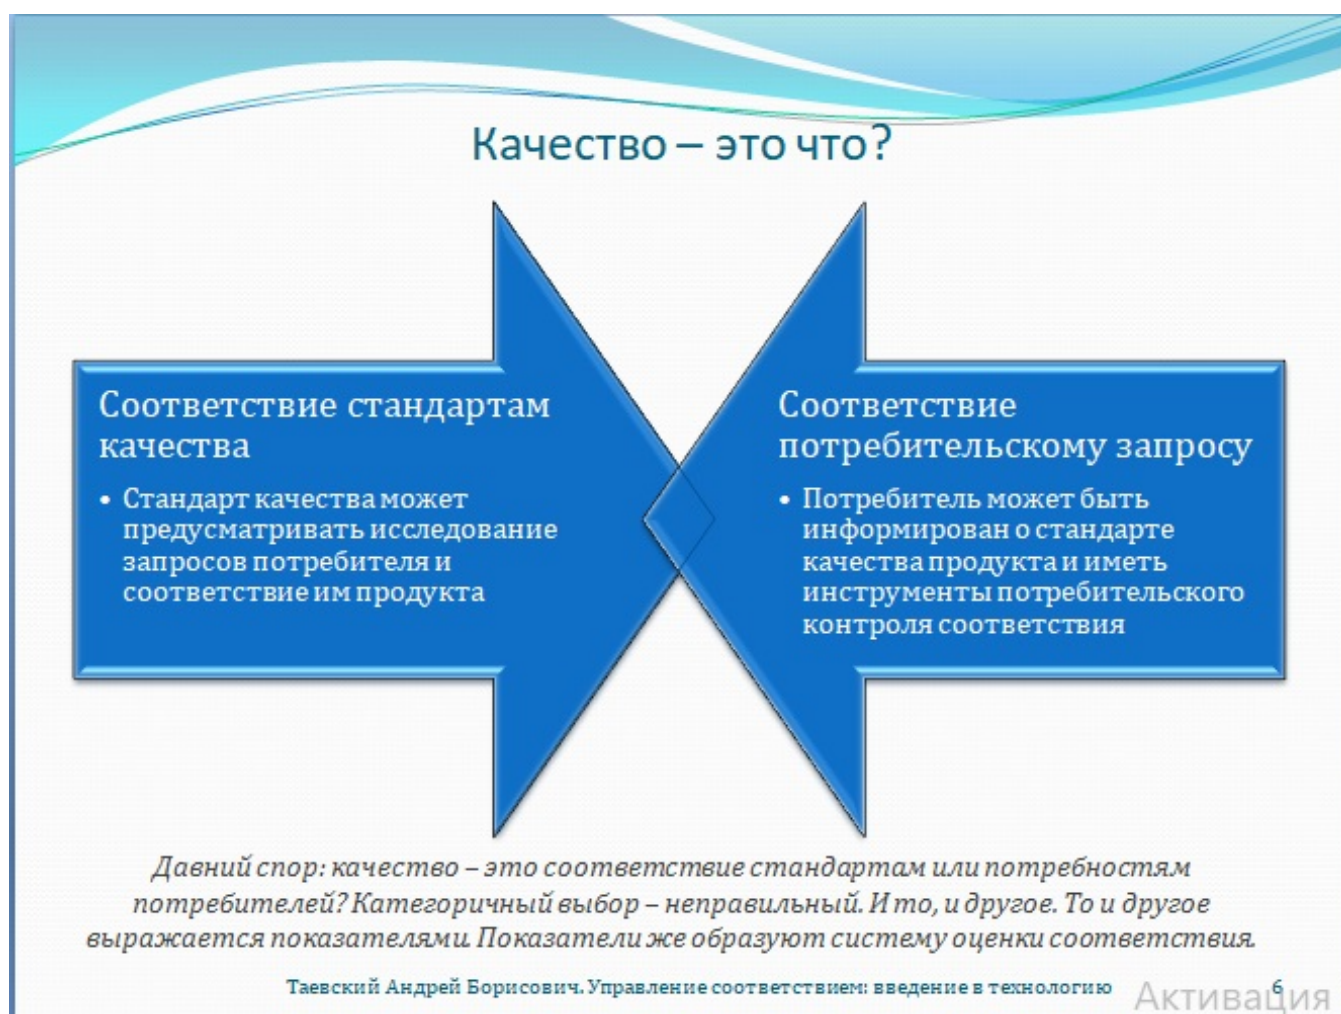 Качество – это что?
Соответствие стандартам
качества
• Стандарт качества может
предусматривать исследование
запросов потребителя и
соответствие им продукта
Соответствие
потребительскому запросу
• Потребитель может быть
информирован о стандарте
качества продукта и иметь
инструменты потребительского
контроля соответствия
Давний спор: качество – это соответствие стандартам или потребностям
потребителей? Категоричный выбор – неправильный. И то, и другое. То и другое
выражается показателями. Показатели же образуют систему оценки соответствия.
Таевский Андрей Борисович. Управление соответствием: введение в технологию
6
Активация